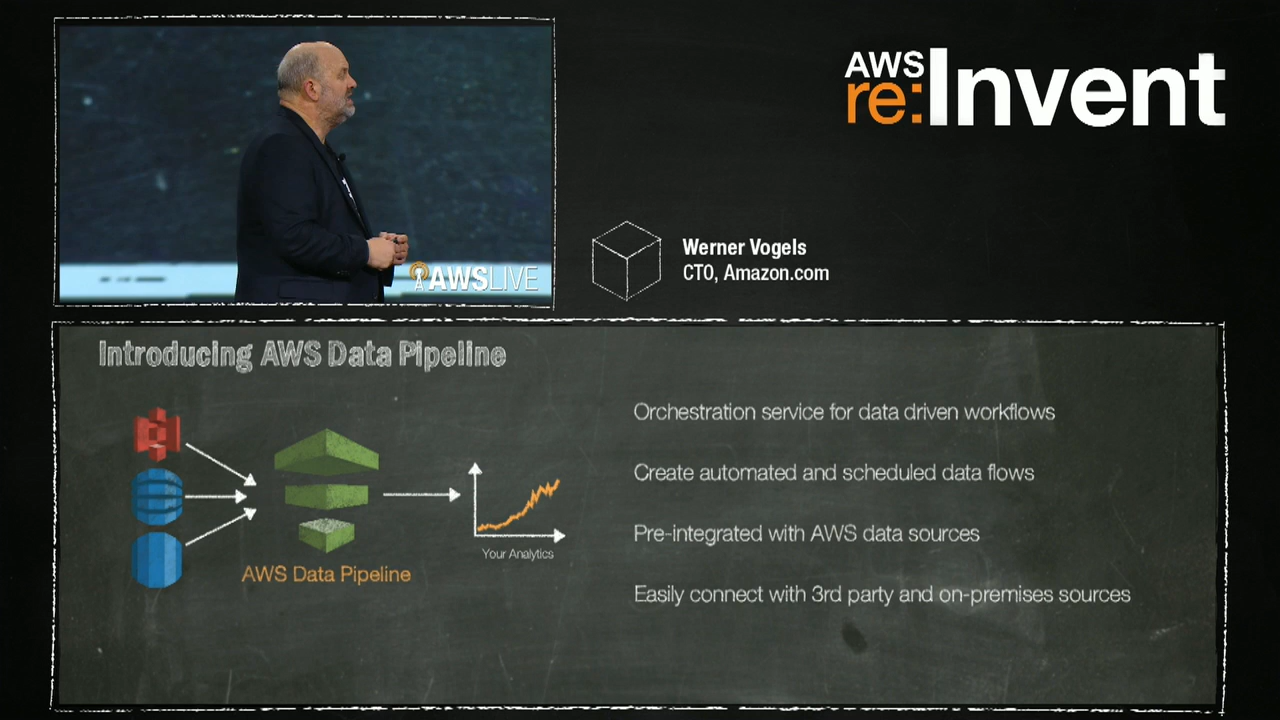 AWS
re:Invent
AWSLIVE
Werner Vogels
CTO, Amazon.com
Introducing AWS Data Pipeline
Your Analytics
AWS Data Pipeline
Orchestration service for data driven workflows
Create automated and scheduled data flows
Pre-integrated with AWS data sources
Easily connect with 3rd party and on-premises sources